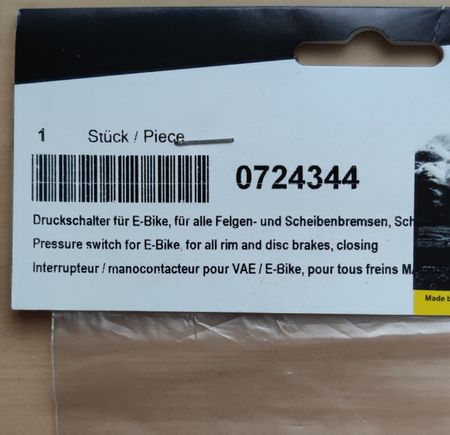 1 Stück / Piece
0724344
Druckschalter für E-Bike, für alle Felgen- und Scheibenbremsen, Sch
Pressure switch for E-Bike, for all rim and disc brakes, closing
Interrupteur / manocontacteur pour VAE / E-Bike, pour tous freins M
Made b